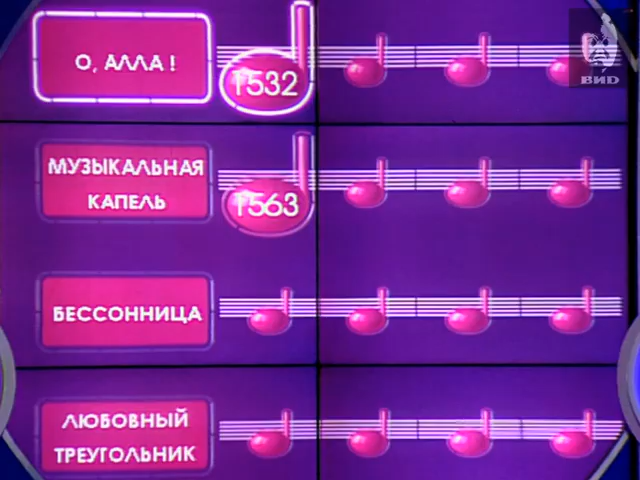 О, АЛЛА !
1532
ВИD
МУЗЫКАЛЬНАЯ
КАПЕЛЬ
1563
БЕССОННИЦА
ЛЮБОВНЫЙ
ТРЕУГОЛЬНИК